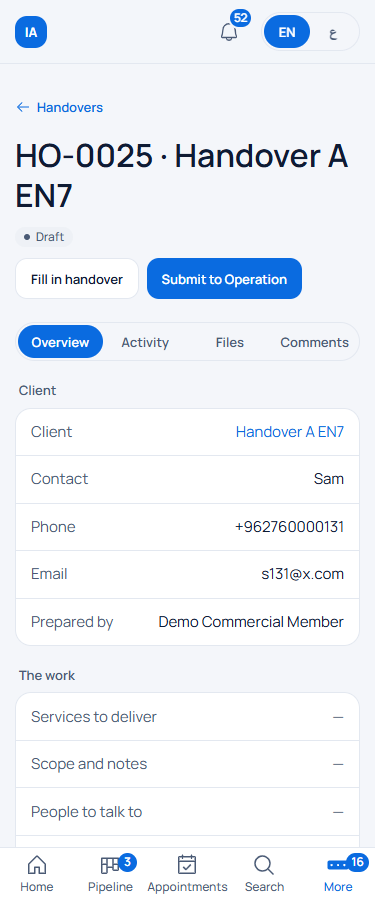 IA
52
EN ع
← Handovers
HO-0025 · Handover A
EN7
Draft
Fill in handover Submit to Operation
Overview Activity Files Comments
Client
Client Handover A EN7
Contact Sam
Phone +962760000131
Email s131@x.com
Prepared by Demo Commercial Member
The work
Services to deliver —
Scope and notes —
People to talk to —
3 16
Home Pipeline Appointments Search More